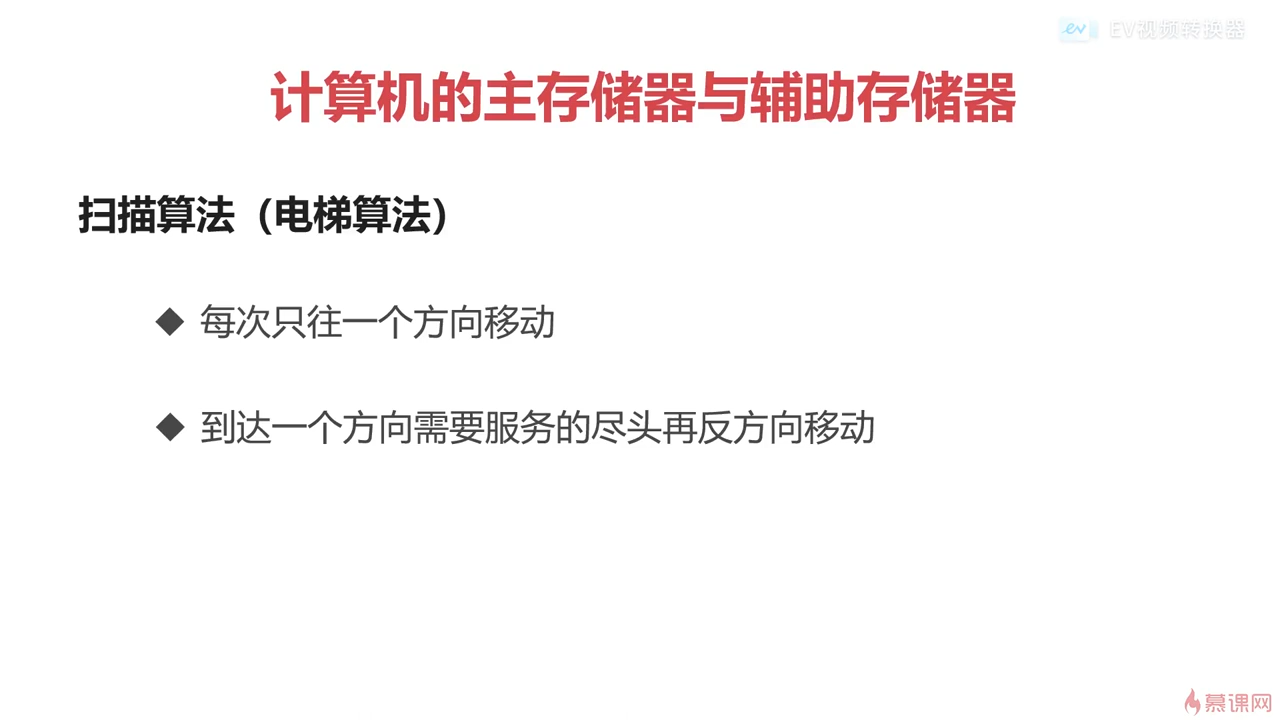 EV视频转换器
计算机的主存储器与辅助存储器
扫描算法（电梯算法）
◆ 每次只往一个方向移动
◆ 到达一个方向需要服务的尽头再反方向移动
慕课网